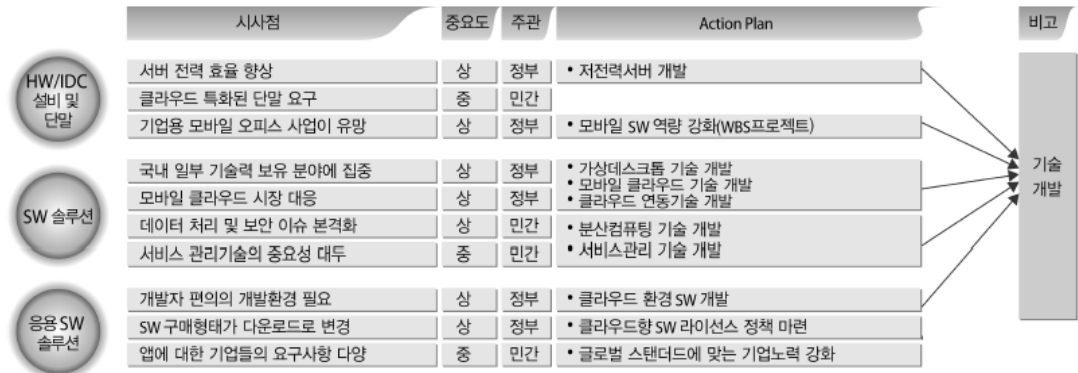 시사점 중요도 주관 Action Plan 비고
HW/IDC
설비 및
단말
서버 전력 효율 향상 상 정부 • 저전력서버 개발
클라우드 특화된 단말 요구 중 민간
기업용 모바일 오피스 사업이 유망 상 정부 • 모바일 SW 역량 강화(WBS프로젝트)
SW 솔루션
국내 일부 기술력 보유 분야에 집중 상 정부 • 가상데스크톱 기술 개발
• 모바일 클라우드 기술 개발
모바일 클라우드 시장 대응 상 정부 • 클라우드 연동기술 개발
데이터 처리 및 보안 이슈 본격화 상 민간 • 분산컴퓨팅 기술 개발
서비스 관리기술의 중요성 대두 중 민간 • 서비스관리 기술 개발
기술
개발
응용 SW
솔루션
개발자 편의의 개발환경 필요 상 정부 • 클라우드 환경 SW 개발
SW 구매형태가 다운로드로 변경 상 정부 • 클라우드향 SW 라이선스 정책 마련
앱에 대한 기업들의 요구사항 다양 중 민간 • 글로벌 스탠더드에 맞는 기업노력 강화